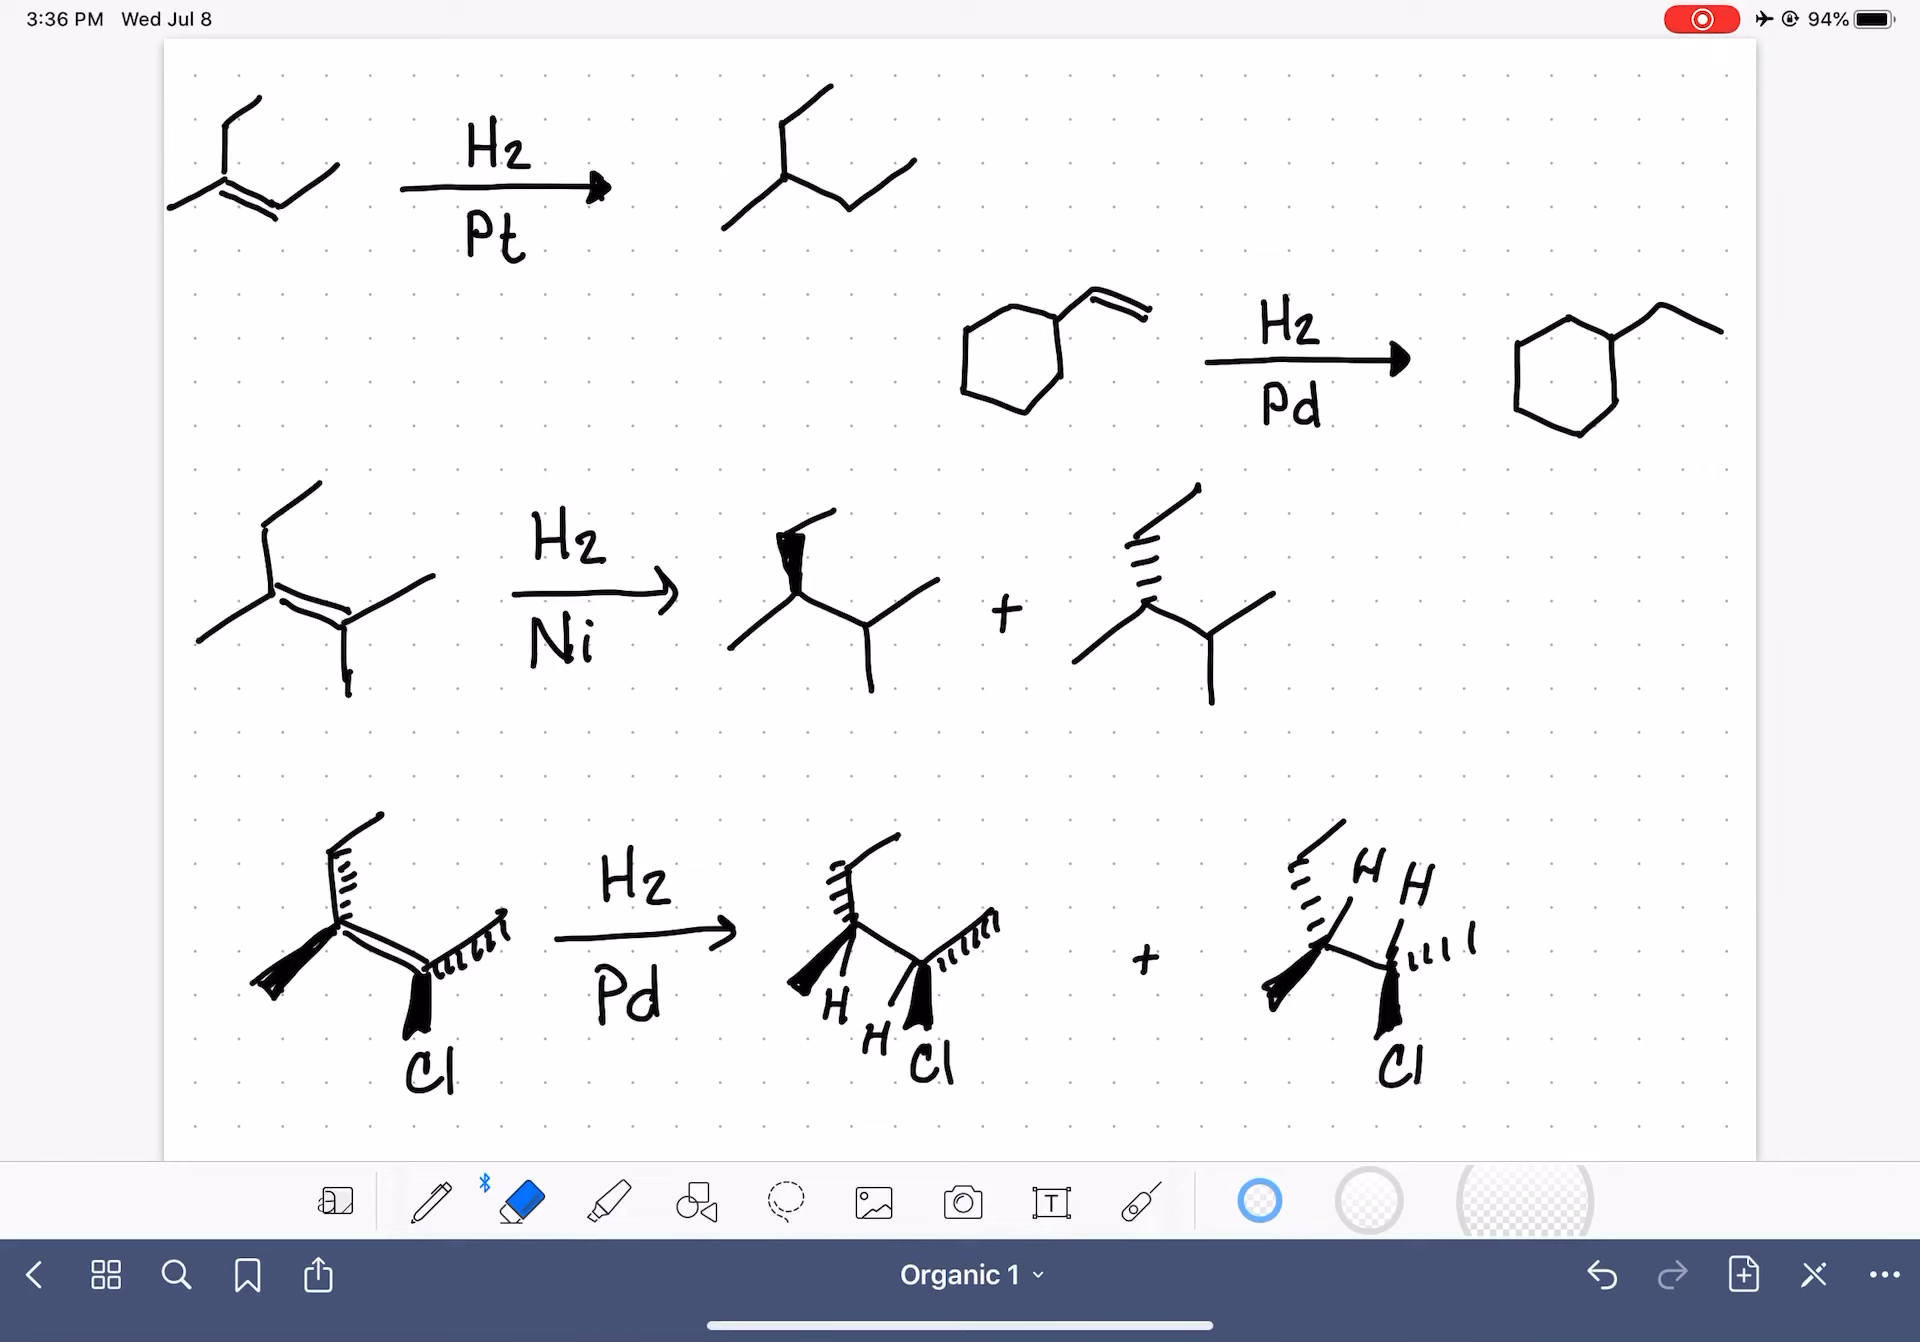 3:36 PM Wed Jul 8
94%
H2
Pt
H2
Pd
H2
Ni
+
H2
Pd
Cl
H
H
Cl
+
H
H
Cl
T
Organic 1